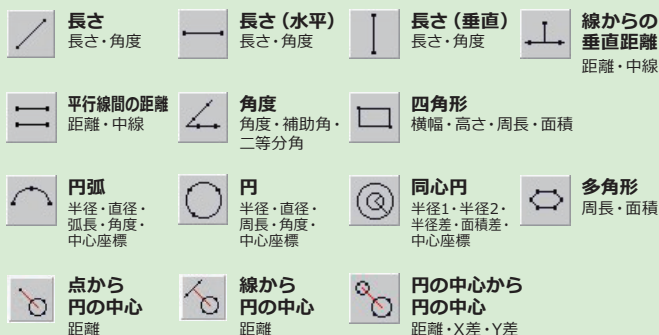 長さ
長さ・角度
長さ（水平）
長さ・角度
長さ（垂直）
長さ・角度
線からの
垂直距離
距離・中線
平行線間の距離
距離・中線
角度
角度・補助角・
二等分角
四角形
横幅・高さ・周長・面積
円弧
半径・直径・
弧長・角度・
中心座標
円
半径・直径・
周長・角度・
中心座標
同心円
半径1・半径2・
半径差・面積差・
中心座標
多角形
周長・面積
点から
円の中心
距離
線から
円の中心
距離
円の中心から
円の中心
距離・X差・Y差